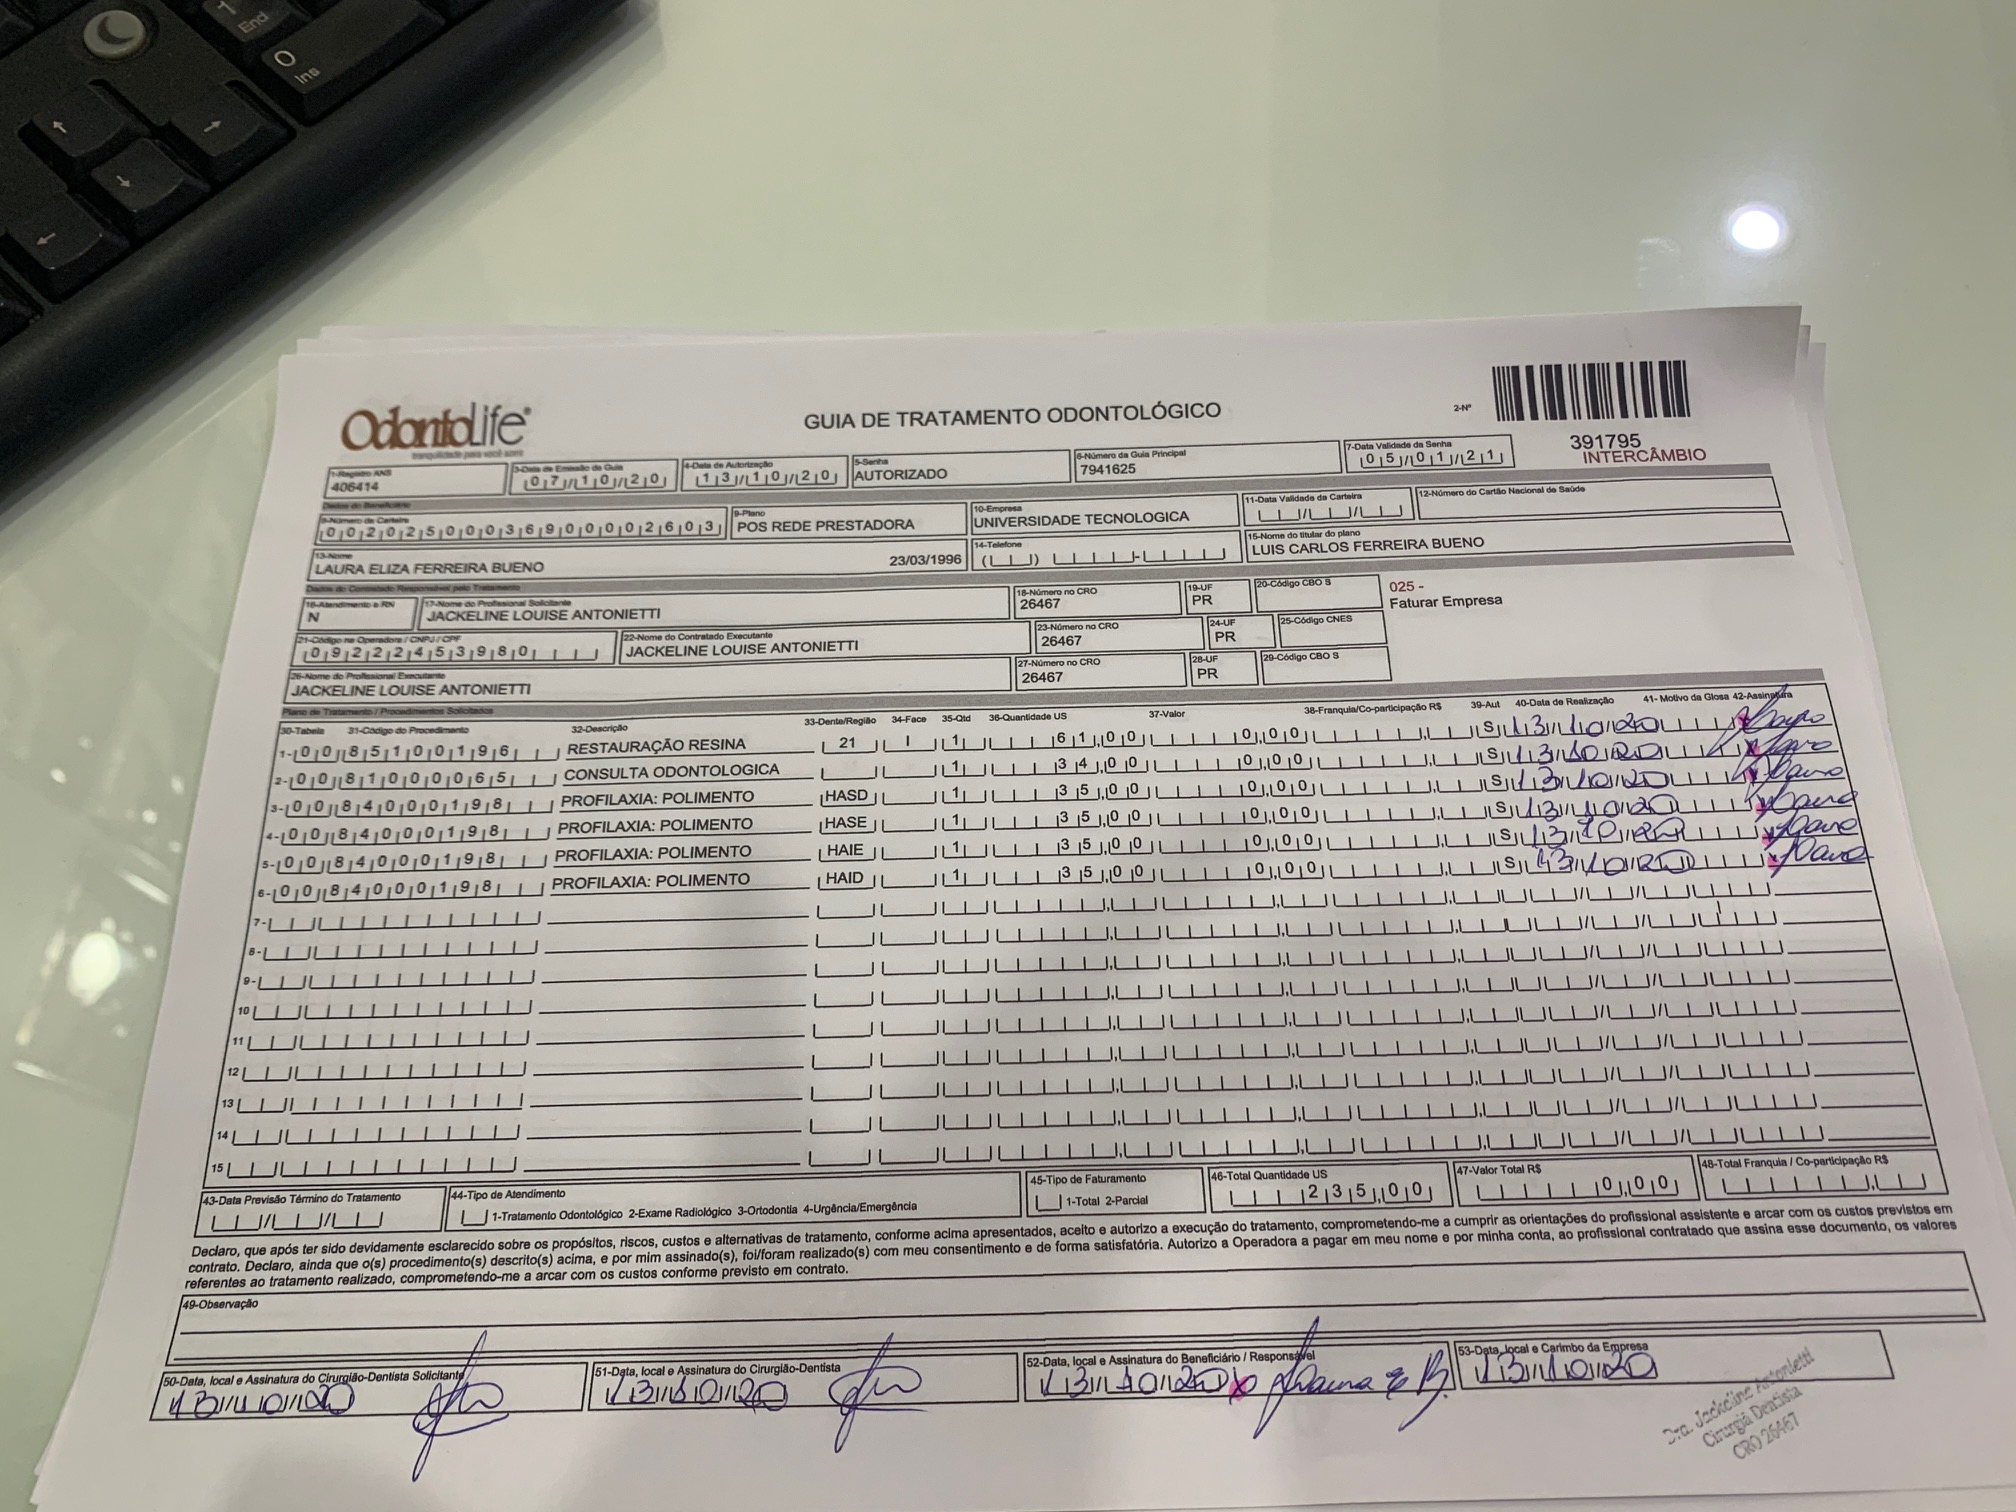 End
0
Ins
OdontoLife®
tranquilidade para você sorrir
GUIA DE TRATAMENTO ODONTOLÓGICO
2-Nº
391795
INTERCÂMBIO
1-Registro ANS
406414
3-Data de Emissão da Guia
07/10/20
4-Data de Autorização
13/10/20
5-Senha
AUTORIZADO
6-Número da Guia Principal
7941625
7-Data Validade da Senha
05/01/21
Dados do Beneficiário
8-Número da Carteira
00202500036900002603
9-Plano
POS REDE PRESTADORA
10-Empresa
UNIVERSIDADE TECNOLOGICA
11-Data Validade da Carteira
12-Número do Cartão Nacional de Saúde
13-Nome
LAURA ELIZA FERREIRA BUENO 23/03/1996
14-Telefone
15-Nome do titular do plano
LUIS CARLOS FERREIRA BUENO
Dados do Contratado Responsável pelo Tratamento
16-Atendimento a RN
N
17-Nome do Profissional Solicitante
JACKELINE LOUISE ANTONIETTI
18-Número no CRO
26467
19-UF
PR
20-Código CBO S
025 -
Faturar Empresa
21-Código na Operadora / CNPJ / CPF
09222453980
22-Nome do Contratado Executante
JACKELINE LOUISE ANTONIETTI
23-Número no CRO
26467
24-UF
PR
25-Código CNES
26-Nome do Profissional Executante
JACKELINE LOUISE ANTONIETTI
27-Número no CRO
26467
28-UF
PR
29-Código CBO S
Plano de Tratamento / Procedimentos Solicitados
30-Tabela 31-Código do Procedimento 32-Descrição 33-Dente/Região 34-Face 35-Qtd 36-Quantidade US 37-Valor 38-Franquia/Co-participação R$ 39-Aut 40-Data de Realização 41- Motivo da Glosa 42-Assinatura
1- 00 85100196 RESTAURAÇÃO RESINA 21 I 1 61,00 0,00 S 13/10/20
2- 00 81000065 CONSULTA ODONTOLOGICA 1 34,00 0,00 S 13/10/20
3- 00 84000198 PROFILAXIA: POLIMENTO HASD 1 35,00 0,00 S 13/10/20
4- 00 84000198 PROFILAXIA: POLIMENTO HASE 1 35,00 0,00 S 13/10/20
5- 00 84000198 PROFILAXIA: POLIMENTO HAIE 1 35,00 0,00 S 13/10/20
6- 00 84000198 PROFILAXIA: POLIMENTO HAID 1 35,00 0,00 S 13/10/20
7-
8-
9-
10
11
12
13
14
15
43-Data Previsão Término do Tratamento
44-Tipo de Atendimento
1-Tratamento Odontológico 2-Exame Radiológico 3-Ortodontia 4-Urgência/Emergência
45-Tipo de Faturamento
1-Total 2-Parcial
46-Total Quantidade US
235,00
47-Valor Total R$
0,00
48-Total Franquia / Co-participação R$
Declaro, que após ter sido devidamente esclarecido sobre os propósitos, riscos, custos e alternativas de tratamento, conforme acima apresentados, aceito e autorizo a execução do tratamento, comprometendo-me a cumprir as orientações do profissional assistente e arcar com os custos previstos em
contrato. Declaro, ainda que o(s) procedimento(s) descrito(s) acima, e por mim assinado(s), foi/foram realizado(s) com meu consentimento e de forma satisfatória. Autorizo a Operadora a pagar em meu nome e por minha conta, ao profissional contratado que assina esse documento, os valores
referentes ao tratamento realizado, comprometendo-me a arcar com os custos conforme previsto em contrato.
49-Observação
50-Data, local e Assinatura do Cirurgião-Dentista Solicitante
13/10/20
51-Data, local e Assinatura do Cirurgião-Dentista
13/10/20
52-Data, local e Assinatura do Beneficiário / Responsável
13/10/20 x Laura E B.
53-Data, local e Carimbo da Empresa
13/10/20
Dra. Jackeline Antonietti
Cirurgiã Dentista
CRO 26467